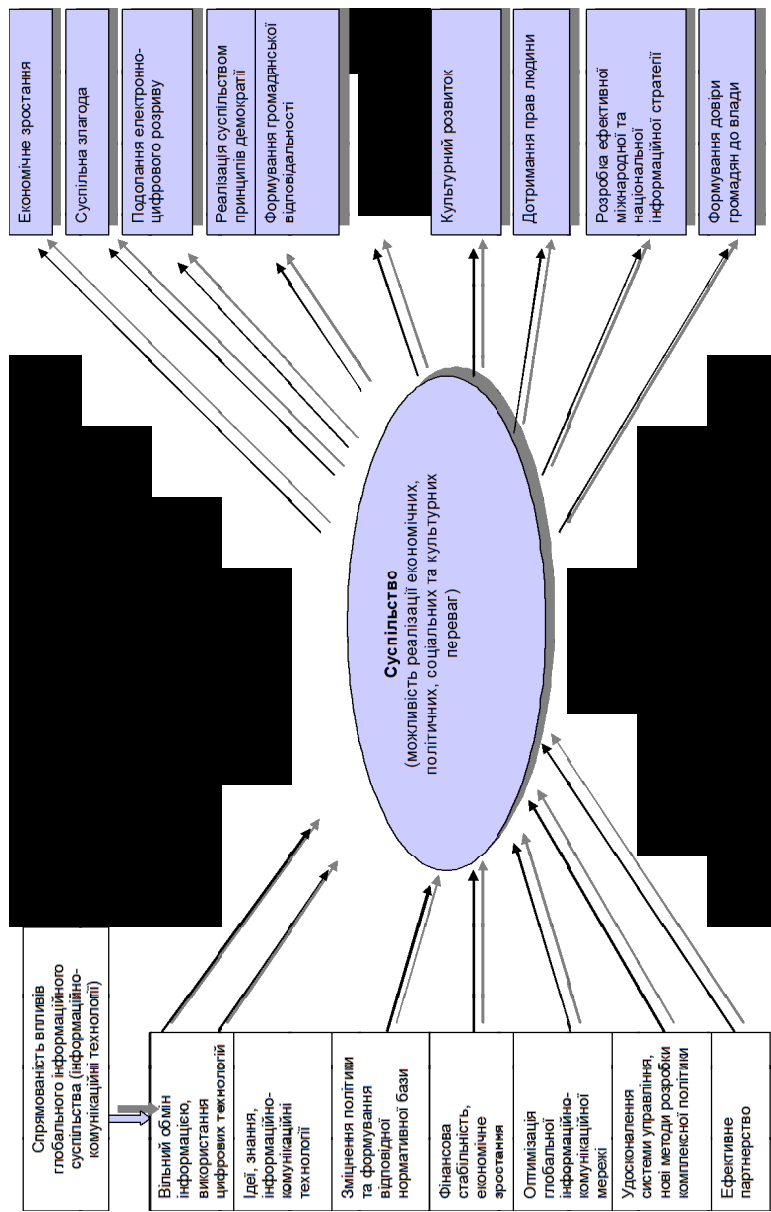 Спрямованість впливів
глобального інформаційного
суспільства (інформаційно-
комунікаційні технології)
Вільний обмін
інформацією,
використання
цифрових технологій
Ідеї, знання,
інформаційно-
комунікаційні
технології
Зміцнення політики
та формування
відповідної
нормативної бази
Фінансова
стабільність,
економічне
зростання
Оптимізація
глобальної
інформаційно-
комунікаційної
мережі
Удосконалення
системи управління,
нові методи розробки
комплексної політики
Ефективне
партнерство
Суспільство
(можливість реалізації економічних,
політичних, соціальних та культурних
переваг)
Економічне зростання
Суспільна злагода
Подолання електронно-
цифрового розриву
Реалізація суспільством
принципів демократії
Формування громадянської
відповідальності
Культурний розвиток
Дотримання прав людини
Розробка ефективної
міжнародної та
національної
інформаційної стратегії
Формування довіри
громадян до влади